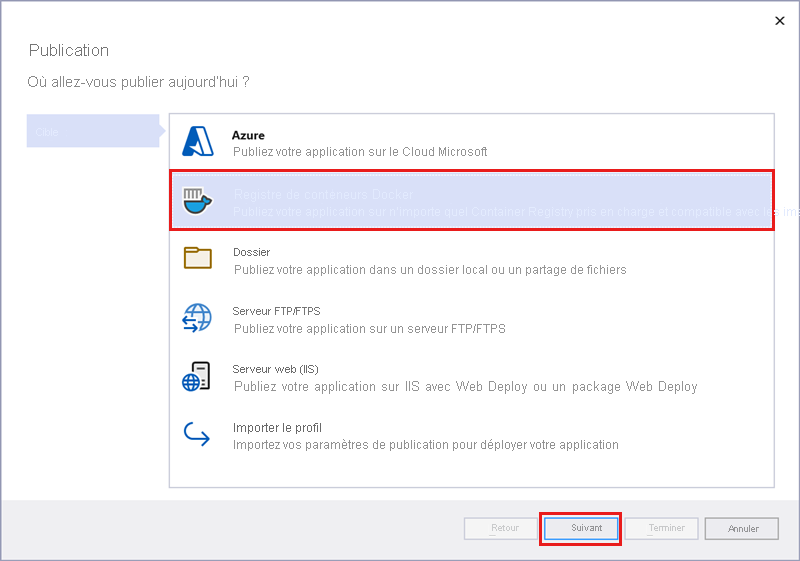 Publication
Où allez-vous publier aujourd'hui ?
Cible
Azure
Publiez votre application sur le Cloud Microsoft
Registre de conteneurs Docker
Publiez votre application sur n'importe quel Container Registry pris en charge et compatible avec les ima
Dossier
Publiez votre application dans un dossier local ou un partage de fichiers
Serveur FTP/FTPS
Publiez votre application sur un serveur FTP/FTPS
Serveur web (IIS)
Publiez votre application sur IIS avec Web Deploy ou un package Web Deploy
Importer le profil
Importez vos paramètres de publication pour déployer votre application
Retour Suivant Terminer Annuler